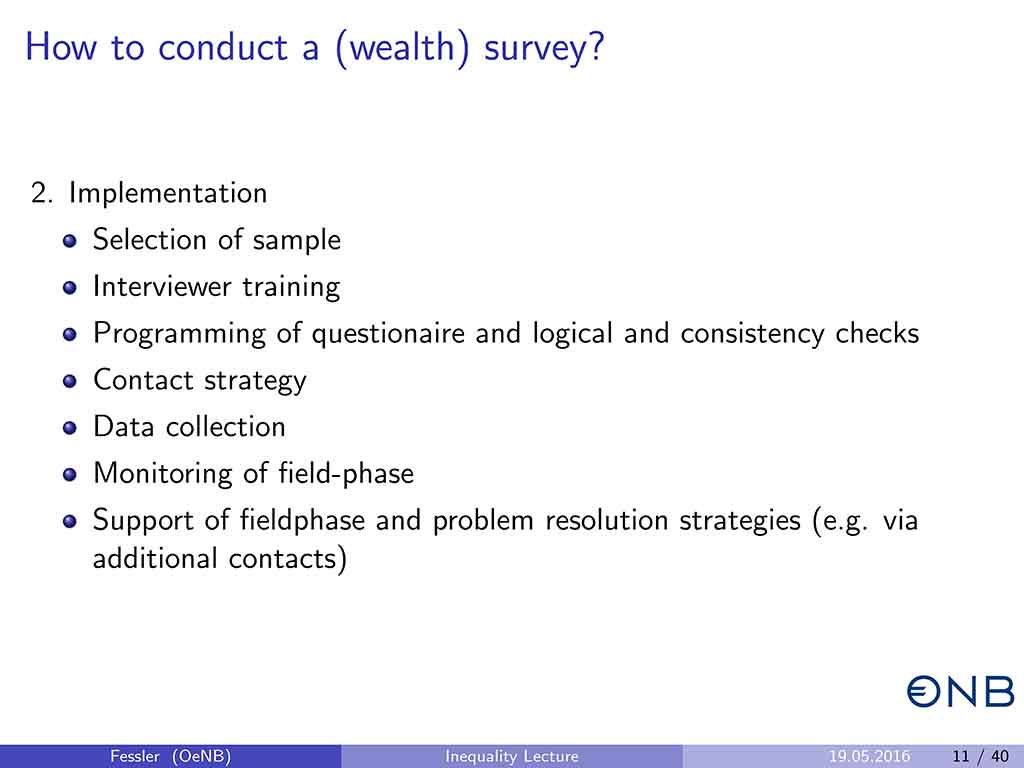 How to conduct a (wealth) survey?
2. Implementation
Selection of sample
Interviewer training
Programming of questionaire and logical and consistency checks
Contact strategy
Data collection
Monitoring of field-phase
Support of fieldphase and problem resolution strategies (e.g. via
additional contacts)
ONB
Fessler (OeNB) Inequality Lecture 19.05.2016 11 / 40